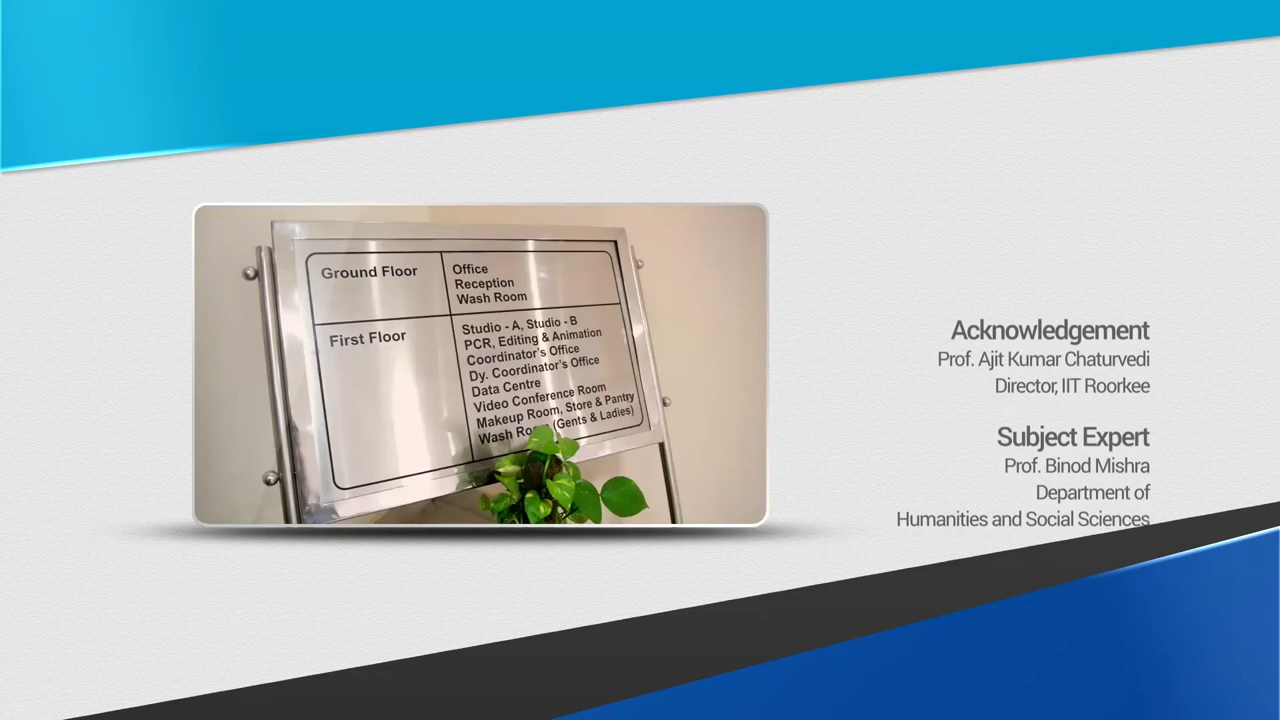 Ground Floor
Office
Reception
Wash Room
First Floor
Studio - A, Studio - B
PCR, Editing & Animation
Coordinator's Office
Dy. Coordinator's Office
Data Centre
Video Conference Room
Makeup Room, Store & Pantry
Wash Room (Gents & Ladies)
Acknowledgement
Prof. Ajit Kumar Chaturvedi
Director, IIT Roorkee
Subject Expert
Prof. Binod Mishra
Department of
Humanities and Social Sciences